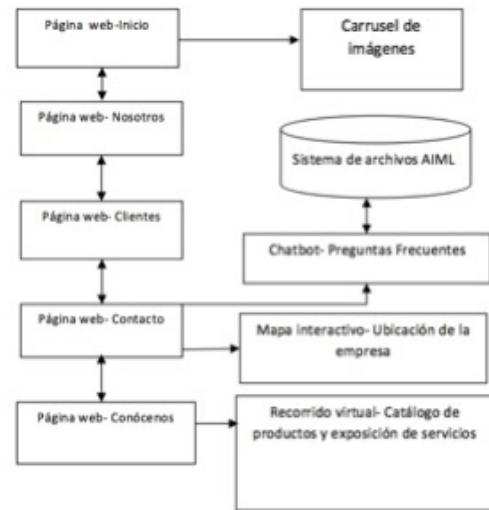 Página web-Inicio
Carrusel de
imágenes
Página web- Nosotros
Sistema de archivos AIML
Página web- Clientes
Chatbot- Preguntas Frecuentes
Página web- Contacto
Mapa interactivo- Ubicación de la
empresa
Página web- Conócenos
Recorrido virtual- Catálogo de
productos y exposición de servicios